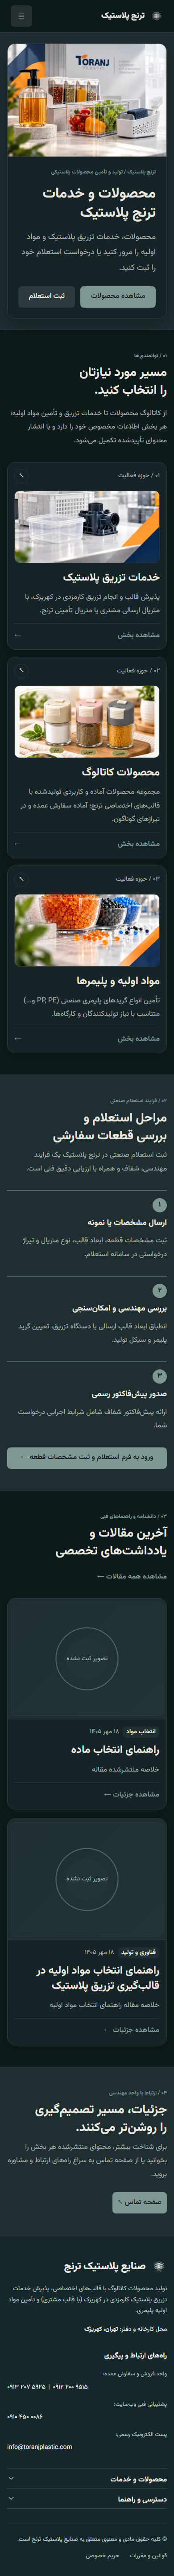 ترنج پلاستیک
☰
TORANJ
ترنج پلاستیک / تولید و تأمین محصولات پلاستیکی
محصولات و خدمات
ترنج پلاستیک
محصولات، خدمات تزریق پلاستیک و مواد
اولیه را مرور کنید یا درخواست استعلام خود
را ثبت کنید.
مشاهده محصولات
ثبت استعلام
۰۱ / توانمندی‌ها
مسیر مورد نیازتان
را انتخاب کنید.
از کاتالوگ محصولات تا خدمات تزریق و تأمین مواد اولیه؛
هر بخش اطلاعات مخصوص خود را دارد و با انتشار
محتوای تأییدشده تکمیل می‌شود.
۰۱ / حوزه فعالیت
خدمات تزریق پلاستیک
پذیرش قالب و انجام تزریق کارمزدی در کهریزک، با
متریال ارسالی مشتری یا متریال تأمینی ترنج.
مشاهده بخش ←
۰۲ / حوزه فعالیت
محصولات کاتالوگ
مجموعه محصولات آماده و کاربردی تولیدشده با
قالب‌های اختصاصی ترنج؛ آماده سفارش عمده و در
تیراژهای گوناگون.
مشاهده بخش ←
۰۳ / حوزه فعالیت
مواد اولیه و پلیمرها
تأمین انواع گریدهای پلیمری صنعتی (PP, PE و...)
متناسب با نیاز تولیدکنندگان و کارگاه‌ها.
مشاهده بخش ←
۰۲ / فرایند استعلام صنعتی
مراحل استعلام و
بررسی قطعات سفارشی
ثبت استعلام صنعتی در ترنج پلاستیک یک فرایند
مهندسی، شفاف و همراه با ارزیابی دقیق فنی است.
۱
ارسال مشخصات یا نمونه
ثبت مشخصات قطعه، ابعاد قالب، نوع متریال و تیراژ
درخواستی در سامانه استعلام.
۲
بررسی مهندسی و امکان‌سنجی
انطباق ابعاد قالب ارسالی با دستگاه تزریق، تعیین گرید
پلیمر و سیکل تولید.
۳
صدور پیش‌فاکتور رسمی
ارائه پیش‌فاکتور شفاف شامل شرایط اجرایی درخواست
شما.
ورود به فرم استعلام و ثبت مشخصات قطعه ←
۰۳ / دانشنامه و راهنماهای فنی
آخرین مقالات و
یادداشت‌های تخصصی
مشاهده همه مقالات ←
تصویر ثبت نشده
انتخاب مواد ۱۸ مهر ۱۴۰۵
راهنمای انتخاب ماده
خلاصه منتشرشده مقاله
مشاهده جزئیات ←
تصویر ثبت نشده
فناوری و تولید ۱۸ مهر ۱۴۰۵
راهنمای انتخاب مواد اولیه در
قالب‌گیری تزریق پلاستیک
خلاصه مقاله راهنمای انتخاب مواد اولیه
مشاهده جزئیات ←
۰۴ / ارتباط با واحد مهندسی
جزئیات، مسیر تصمیم‌گیری
را روشن‌تر می‌کنند.
برای شناخت بیشتر، محتوای منتشرشده هر بخش را
بخوانید یا از صفحه تماس به سراغ راه‌های ارتباط و مشاوره
بروید.
صفحه تماس ↖
صنایع پلاستیک ترنج
تولید محصولات کاتالوگ با قالب‌های اختصاصی، پذیرش خدمات
تزریق پلاستیک کارمزدی در کهریزک (با قالب مشتری) و تأمین مواد
اولیه پلیمری.
محل کارخانه و دفتر: تهران، کهریزک
راه‌های ارتباط و پیگیری
واحد فروش و سفارش عمده:
۰۹۱۲ ۲۰۷ ۹۵۱۵ | ۰۹۱۳ ۲۰۷ ۵۹۲۵
پشتیبانی فنی وب‌سایت:
۰۹۱۰ ۴۵۰ ۰۰۸۶
پست الکترونیک رسمی:
info@toranjplastic.com
محصولات و خدمات
دسترسی و راهنما
© کلیه حقوق مادی و معنوی متعلق به صنایع پلاستیک ترنج است.
قوانین و مقررات
حریم خصوصی